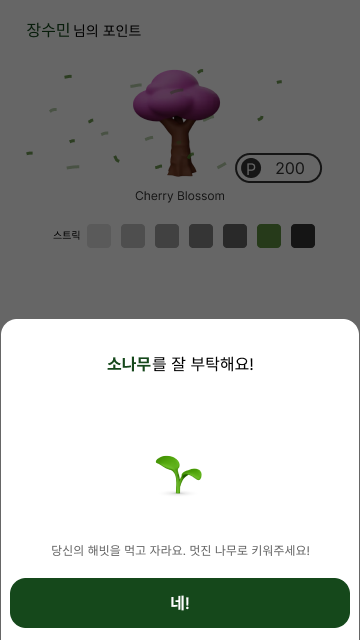 장수민 님의 포인트
P 200
Cherry Blossom
스트릭
소나무를 잘 부탁해요!
당신의 해빗을 먹고 자라요. 멋진 나무로 키워주세요!
네!